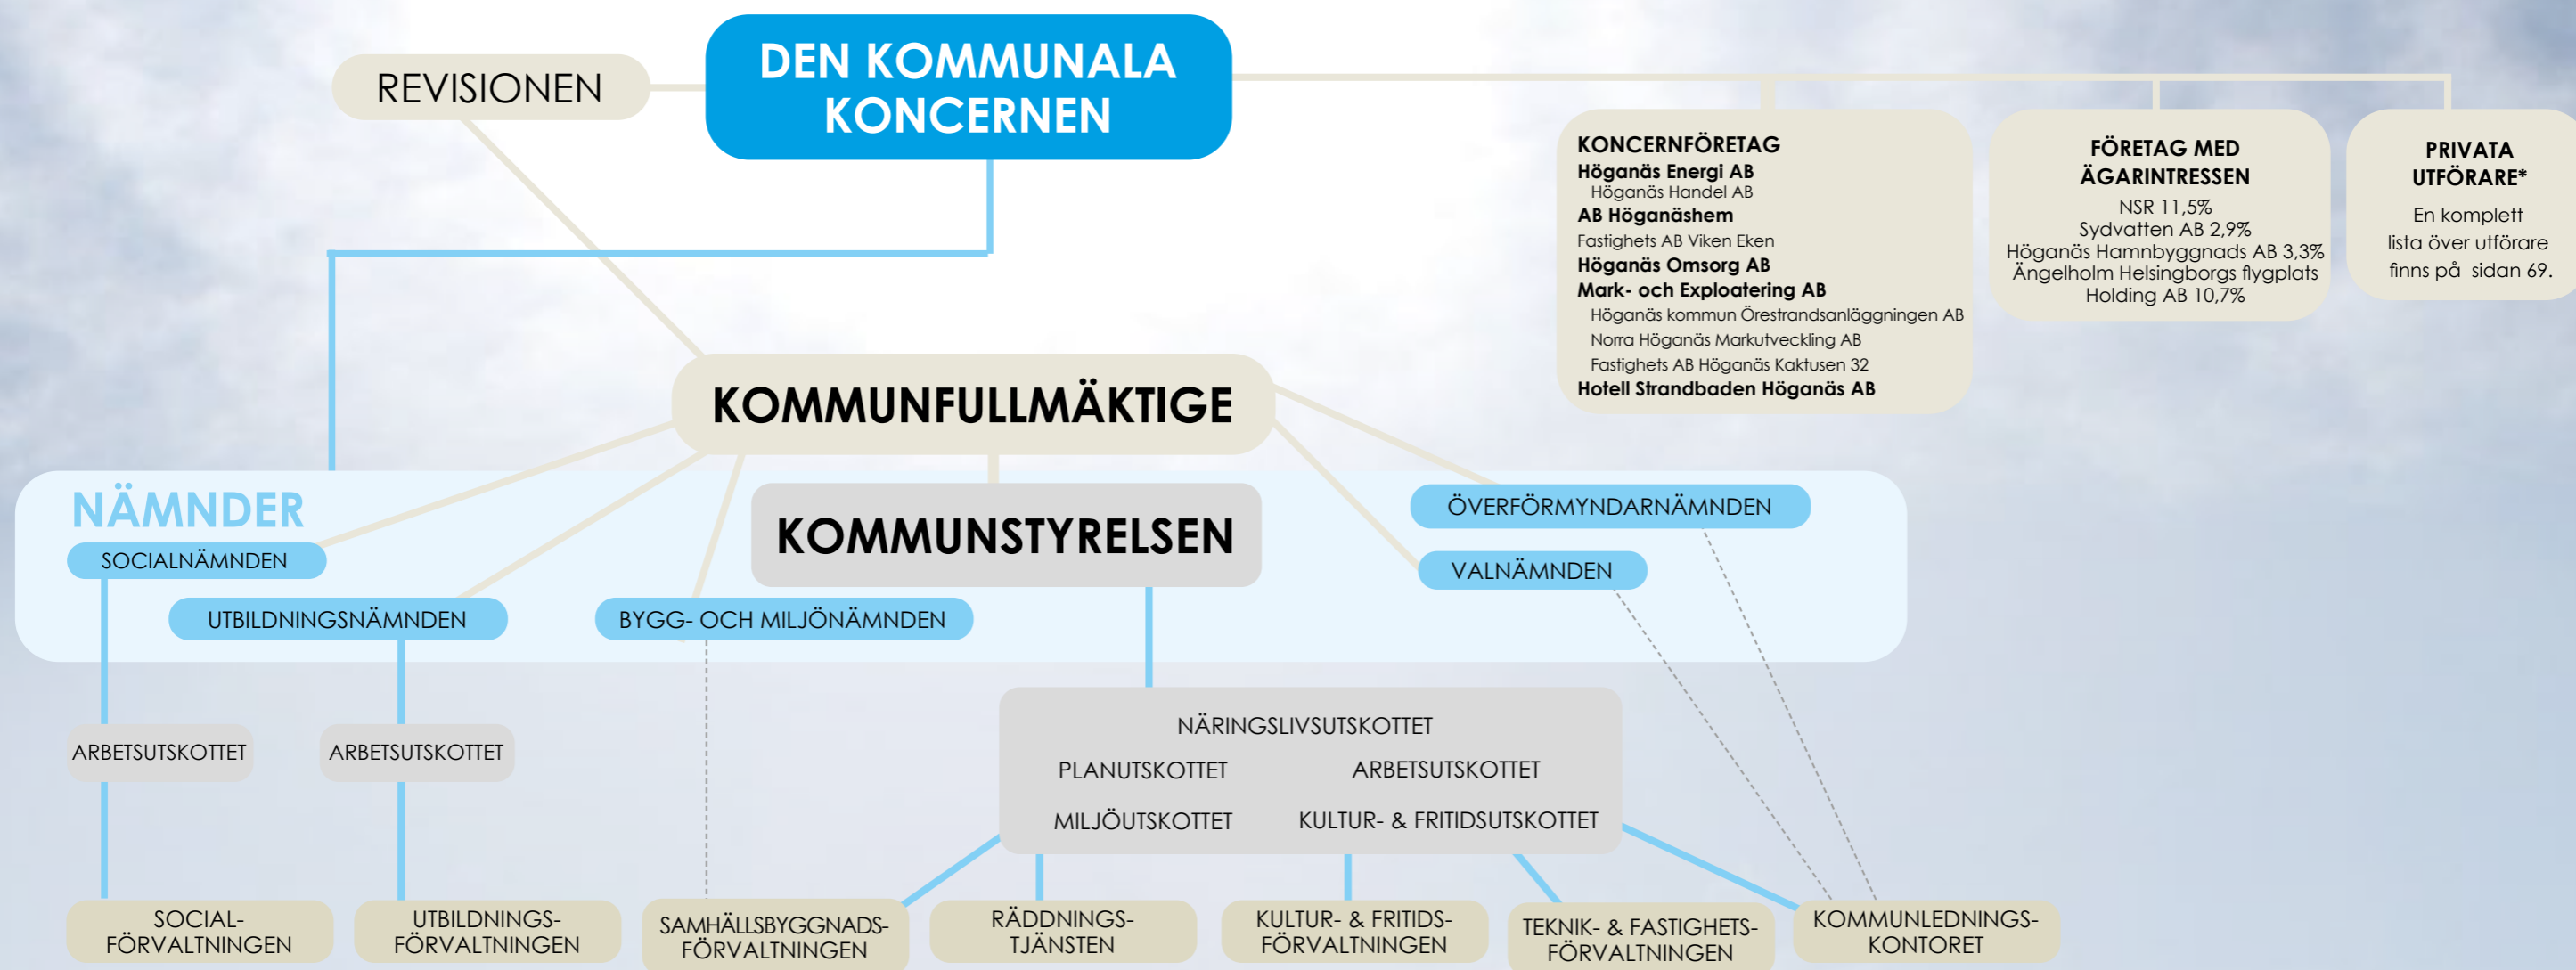 REVISIONEN
DEN KOMMUNALA
KONCERNEN
KONCERNFÖRETAG
Höganäs Energi AB
Höganäs Handel AB
AB Höganäshem
Fastighets AB Viken Eken
Höganäs Omsorg AB
Mark- och Exploatering AB
Höganäs kommun Örestrandsanläggningen AB
Norra Höganäs Markutveckling AB
Fastighets AB Höganäs Kaktusen 32
Hotell Strandbaden Höganäs AB
FÖRETAG MED
ÄGARINTRESSEN
NSR 11,5%
Sydvatten AB 2,9%
Höganäs Hamnbyggnads AB 3,3%
Ängelholm Helsingborgs flygplats
Holding AB 10,7%
PRIVATA
UTFÖRARE*
En komplett
lista över utförare
finns på sidan 69.
KOMMUNFULLMÄKTIGE
NÄMNDER
SOCIALNÄMNDEN
UTBILDNINGSNÄMNDEN
BYGG- OCH MILJÖNÄMNDEN
KOMMUNSTYRELSEN
ÖVERFÖRMYNDARNÄMNDEN
VALNÄMNDEN
ARBETSUTSKOTTET
ARBETSUTSKOTTET
NÄRINGSLIVSUTSKOTTET
PLANUTSKOTTET
ARBETSUTSKOTTET
MILJÖUTSKOTTET
KULTUR- & FRITIDSUTSKOTTET
SOCIAL-
FÖRVALTNINGEN
UTBILDNINGS-
FÖRVALTNINGEN
SAMHÄLLSBYGGNADS-
FÖRVALTNINGEN
RÄDDNINGS-
TJÄNSTEN
KULTUR- & FRITIDS-
FÖRVALTNINGEN
TEKNIK- & FASTIGHETS-
FÖRVALTNINGEN
KOMMUNLEDNINGS-
KONTORET